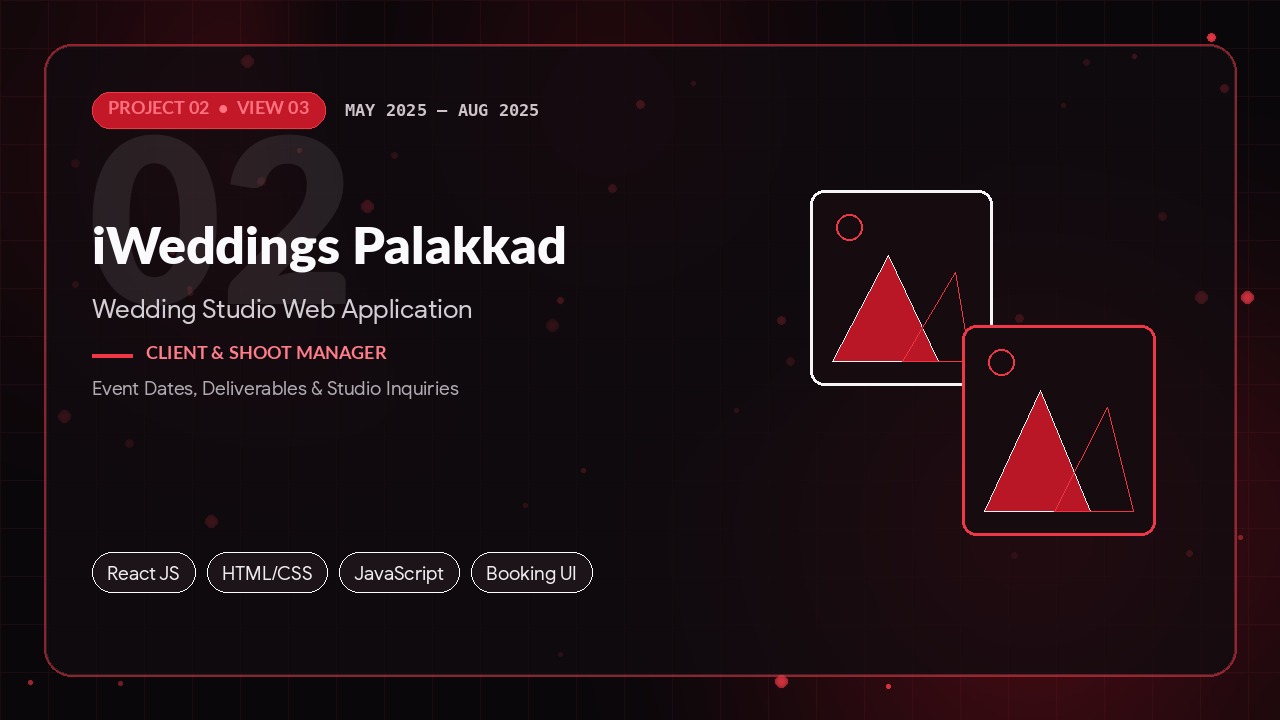 PROJECT 02 ● VIEW 03
MAY 2025 — AUG 2025
02
iWeddings Palakkad
Wedding Studio Web Application
CLIENT & SHOOT MANAGER
Event Dates, Deliverables & Studio Inquiries
React JS
HTML/CSS
JavaScript
Booking UI